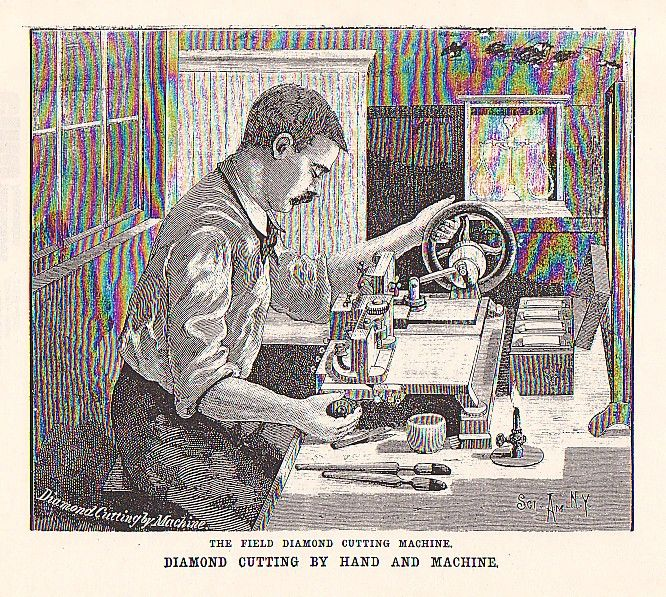 Diamond Cutting by Machine.
SCI. AM. N.Y.
THE FIELD DIAMOND CUTTING MACHINE.
DIAMOND CUTTING BY HAND AND MACHINE.